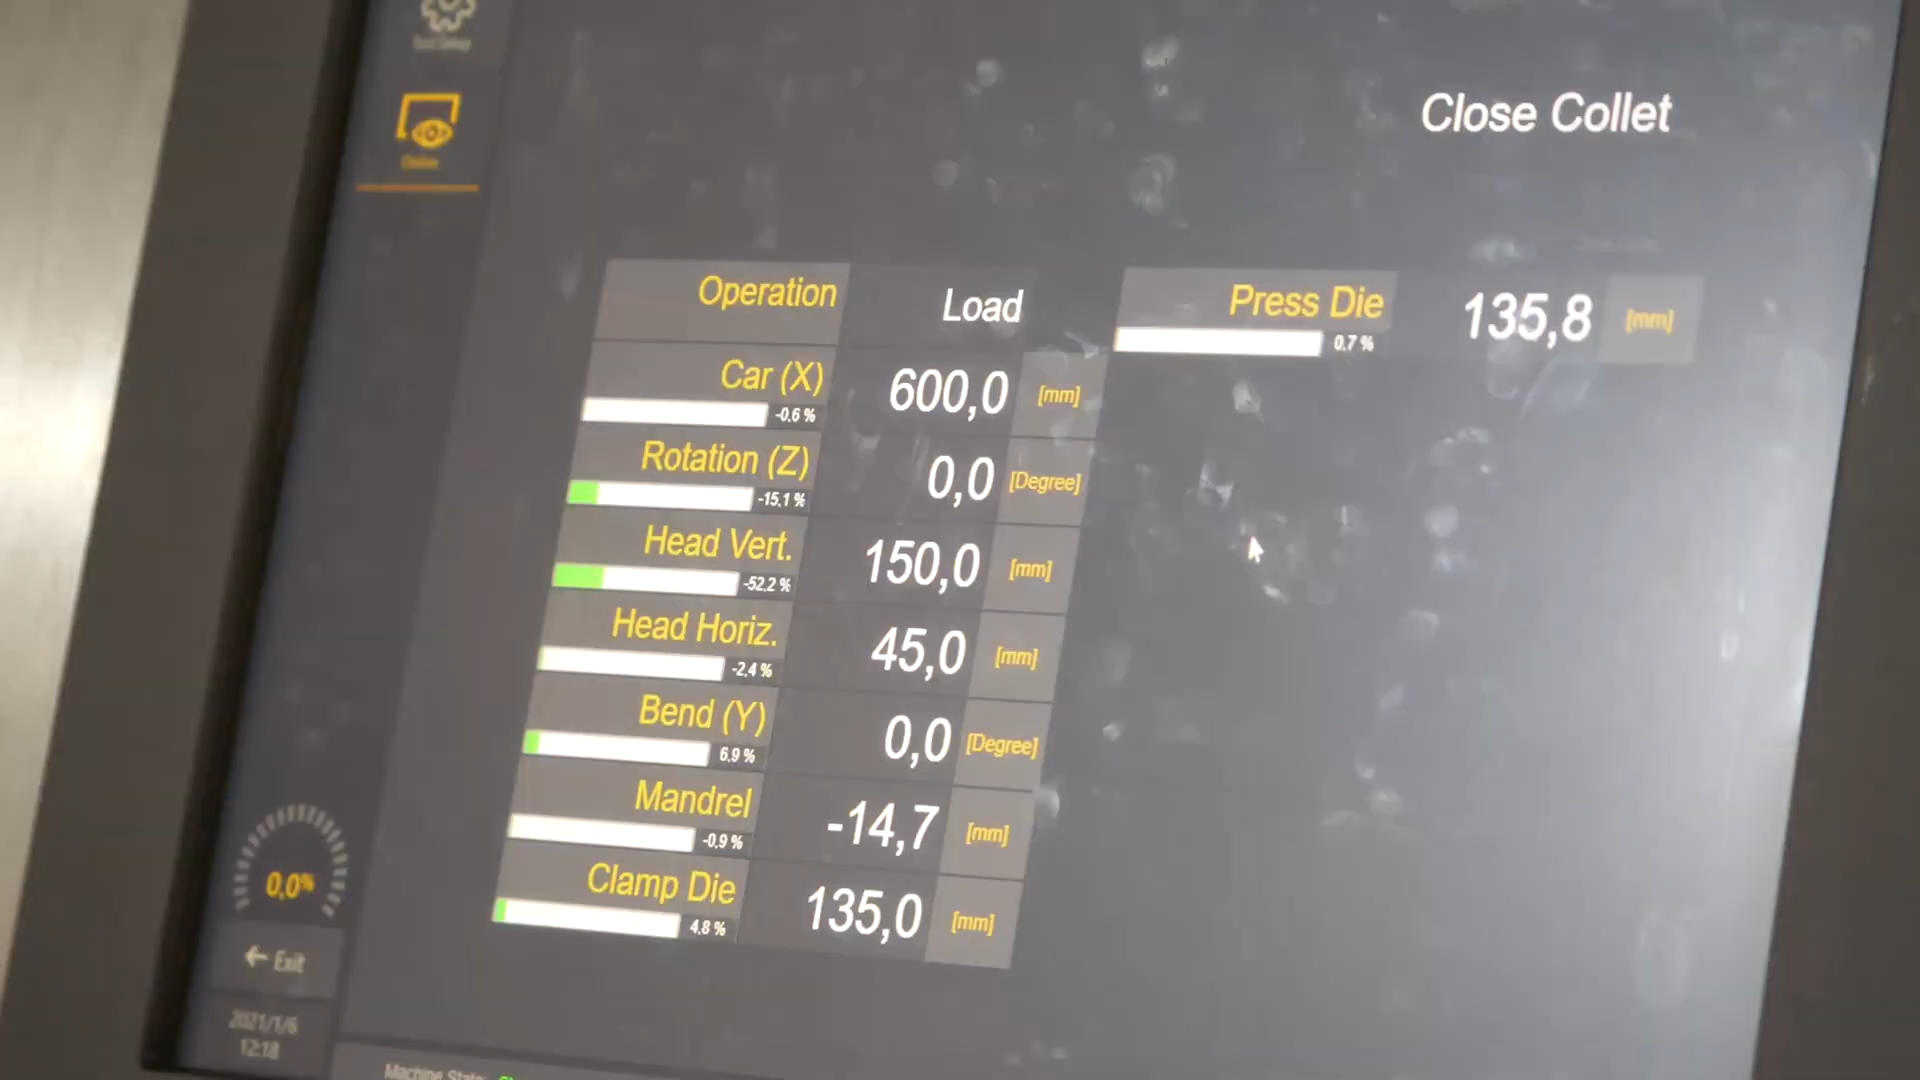 Tool Setup
Online
Close Collet
Operation Load
Car (X) 600,0 [mm]
-0.6 %
Rotation (Z) 0,0 [Degree]
-15,1 %
Head Vert. 150,0 [mm]
-52,2 %
Head Horiz. 45,0 [mm]
-2,4 %
Bend (Y) 0,0 [Degree]
6,9 %
Mandrel -14,7 [mm]
-0,9 %
Clamp Die 135,0 [mm]
4,8 %
Press Die 135,8 [mm]
0,7 %
0,0%
← Exit
2021/1/6
12:18
Machine State: